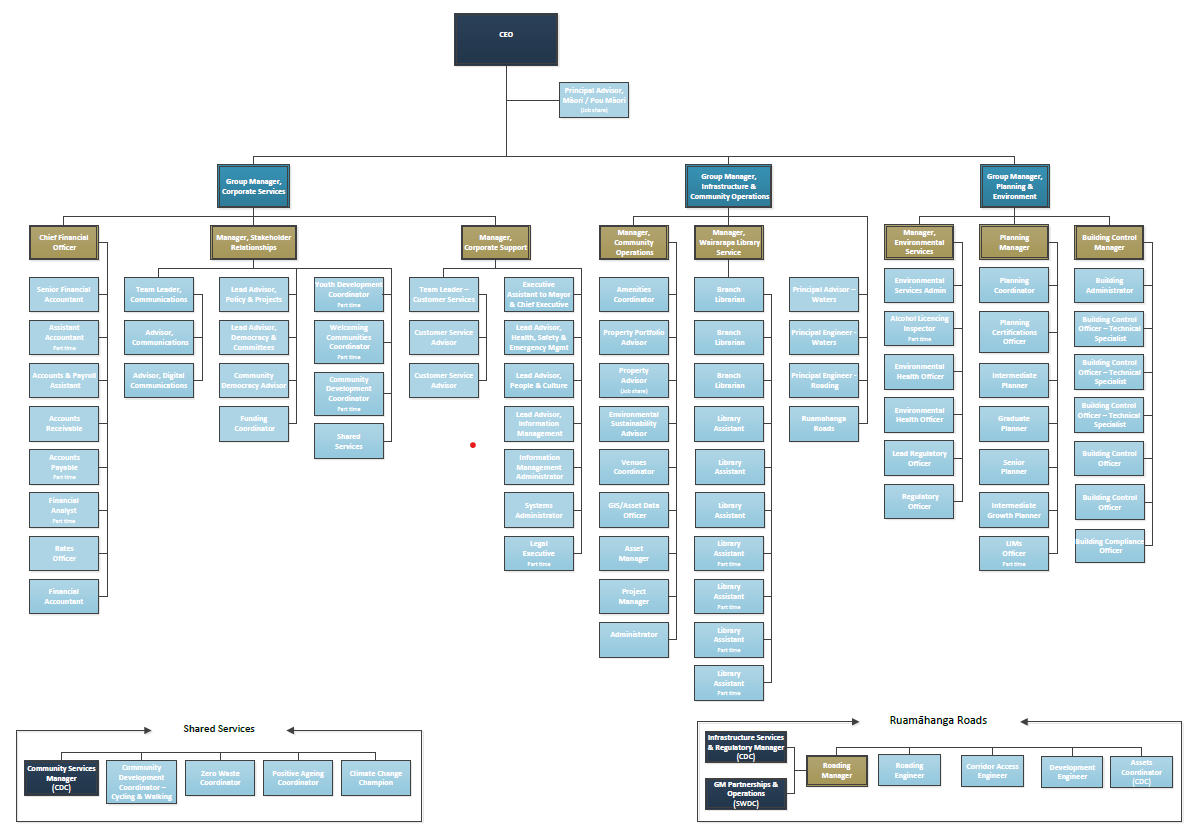 CEO
Principal Advisor,
Māori / Pou Māori
(Job share)
Group Manager,
Corporate Services
Group Manager,
Infrastructure &
Community Operations
Group Manager,
Planning &
Environment
Chief Financial
Officer
Manager, Stakeholder
Relationships
Manager,
Corporate Support
Manager,
Community
Operations
Manager,
Wairarapa Library
Service
Manager,
Environmental
Services
Planning
Manager
Building Control
Manager
Senior Financial
Accountant
Assistant
Accountant
Part time
Accounts & Payroll
Assistant
Accounts
Receivable
Accounts
Payable
Part time
Financial
Analyst
Part time
Rates
Officer
Financial
Accountant
Team Leader,
Communications
Advisor,
Communications
Advisor, Digital
Communications
Lead Advisor,
Policy & Projects
Lead Advisor,
Democracy &
Committees
Community
Democracy Advisor
Funding
Coordinator
Youth Development
Coordinator
Part time
Welcoming
Communities
Coordinator
Part time
Community
Development
Coordinator
Part time
Shared
Services
Team Leader –
Customer Services
Customer Service
Advisor
Customer Service
Advisor
Executive
Assistant to Mayor
& Chief Executive
Lead Advisor,
Health, Safety &
Emergency Mgmt
Lead Advisor,
People & Culture
Lead Advisor,
Information
Management
Information
Management
Administrator
Systems
Administrator
Legal
Executive
Part time
Amenities
Coordinator
Property Portfolio
Advisor
Property
Advisor
(Job share)
Environmental
Sustainability
Advisor
Venues
Coordinator
GIS/Asset Data
Officer
Asset
Manager
Project
Manager
Administrator
Branch
Librarian
Branch
Librarian
Branch
Librarian
Library
Assistant
Library
Assistant
Library
Assistant
Library
Assistant
Part time
Library
Assistant
Part time
Library
Assistant
Part time
Library
Assistant
Part time
Principal Advisor –
Waters
Principal Engineer -
Waters
Principal Engineer -
Roading
Ruamahanga
Roads
Environmental
Services Admin
Alcohol Licencing
Inspector
Part time
Environmental
Health Officer
Environmental
Health Officer
Lead Regulatory
Officer
Regulatory
Officer
Planning
Coordinator
Planning
Certifications
Officer
Intermediate
Planner
Graduate
Planner
Senior
Planner
Intermediate
Growth Planner
LIMs
Officer
Part time
Building
Administrator
Building Control
Officer – Technical
Specialist
Building Control
Officer – Technical
Specialist
Building Control
Officer – Technical
Specialist
Building Control
Officer
Building Control
Officer
Building Compliance
Officer
Shared Services
Community Services
Manager
(CDC)
Community
Development
Coordinator –
Cycling & Walking
Zero Waste
Coordinator
Positive Ageing
Coordinator
Climate Change
Champion
Ruamāhanga Roads
Infrastructure Services
& Regulatory Manager
(CDC)
GM Partnerships &
Operations
(SWDC)
Roading
Manager
Roading
Engineer
Corridor Access
Engineer
Development
Engineer
Assets
Coordinator
(CDC)